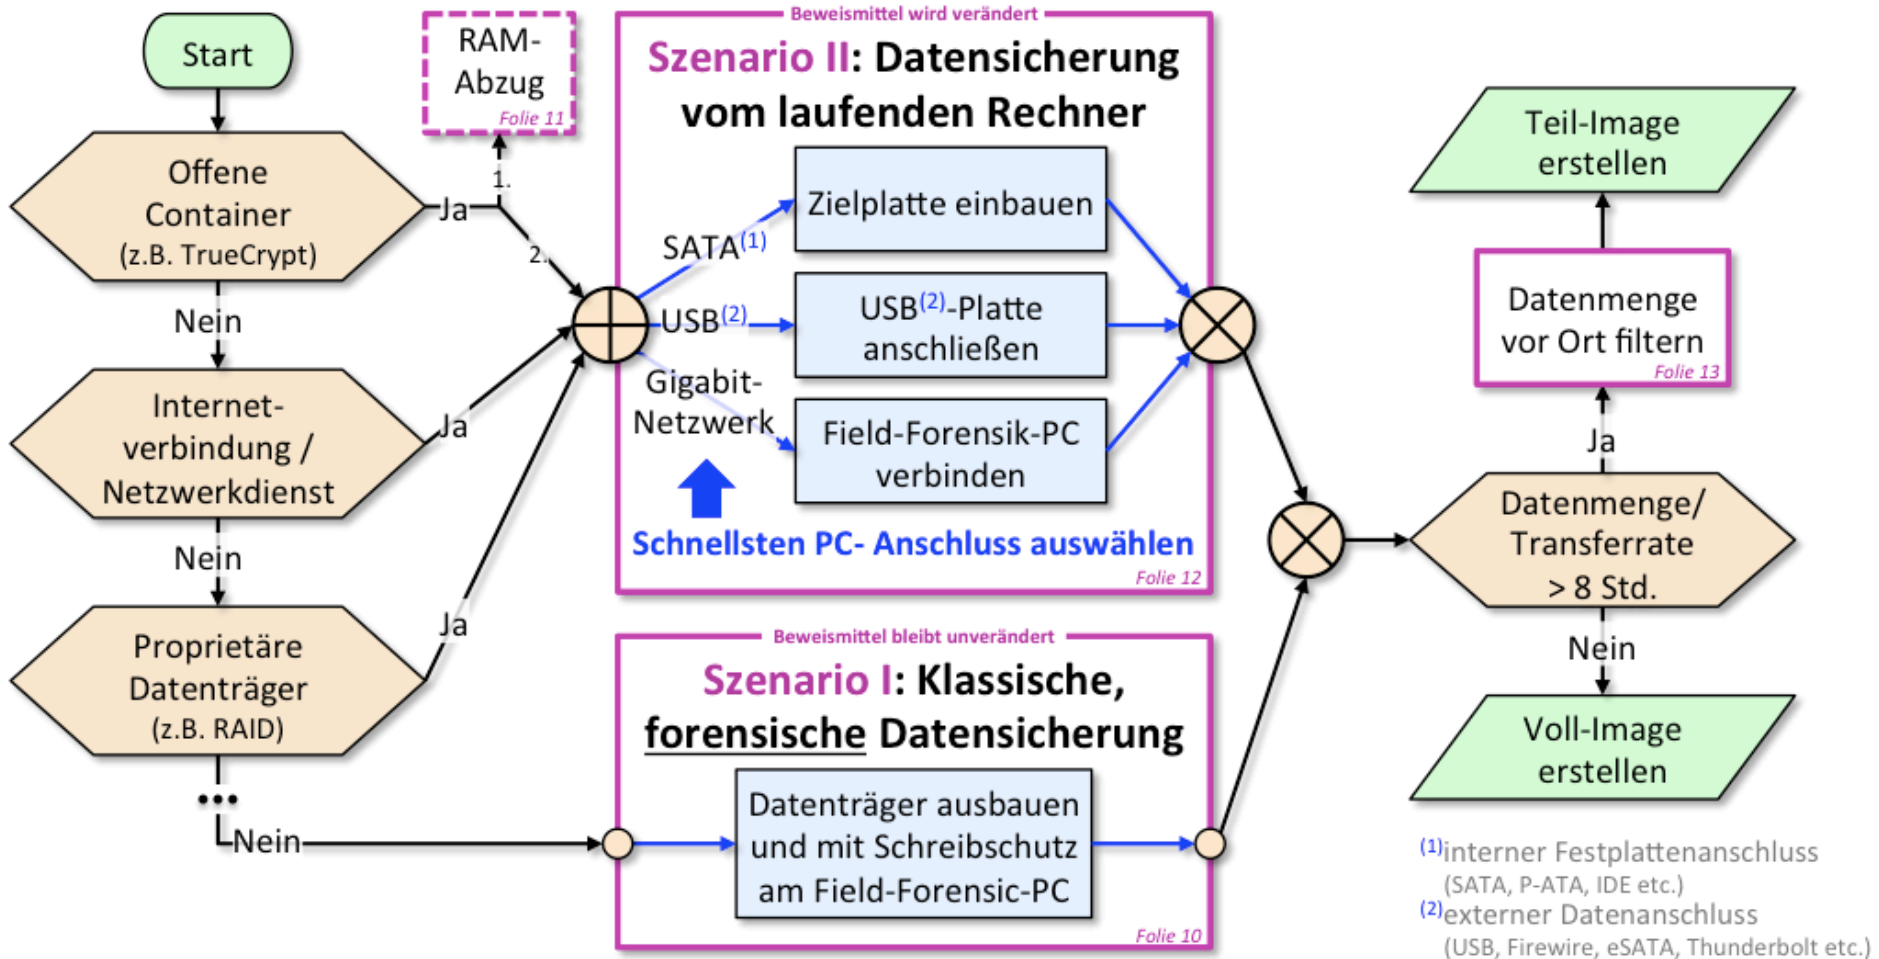 Start
RAM-
Abzug
Folie 11
Offene
Container
(z.B. TrueCrypt)
Ja
1.
2.
Nein
Internet-
verbindung /
Netzwerkdienst
Ja
Nein
Proprietäre
Datenträger
(z.B. RAID)
Ja
...
Nein
Beweismittel wird verändert
Szenario II: Datensicherung
vom laufenden Rechner
SATA(1)
Zielplatte einbauen
USB(2)
USB(2)-Platte
anschließen
Gigabit-
Netzwerk
Field-Forensik-PC
verbinden
Schnellsten PC- Anschluss auswählen
Folie 12
Beweismittel bleibt unverändert
Szenario I: Klassische,
forensische Datensicherung
Datenträger ausbauen
und mit Schreibschutz
am Field-Forensic-PC
Folie 10
Teil-Image
erstellen
Datenmenge
vor Ort filtern
Folie 13
Ja
Datenmenge/
Transferrate
> 8 Std.
Nein
Voll-Image
erstellen
(1)interner Festplattenanschluss
(SATA, P-ATA, IDE etc.)
(2)externer Datenanschluss
(USB, Firewire, eSATA, Thunderbolt etc.)